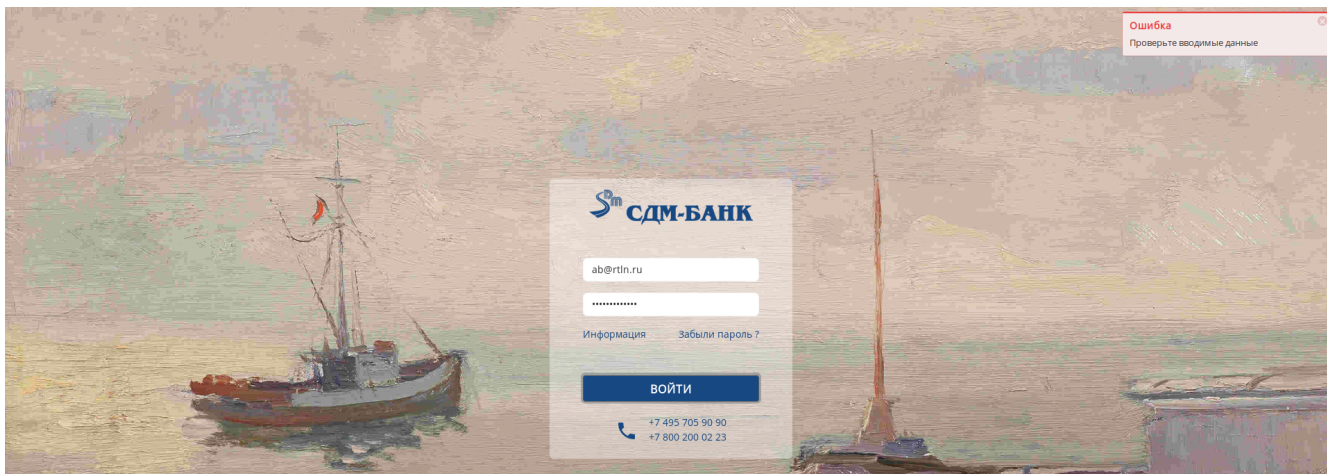 Ошибка
Проверьте вводимые данные
SDm СДМ-БАНК
ab@rtln.ru
•••••••••••••
Информация Забыли пароль ?
ВОЙТИ
+7 495 705 90 90
+7 800 200 02 23